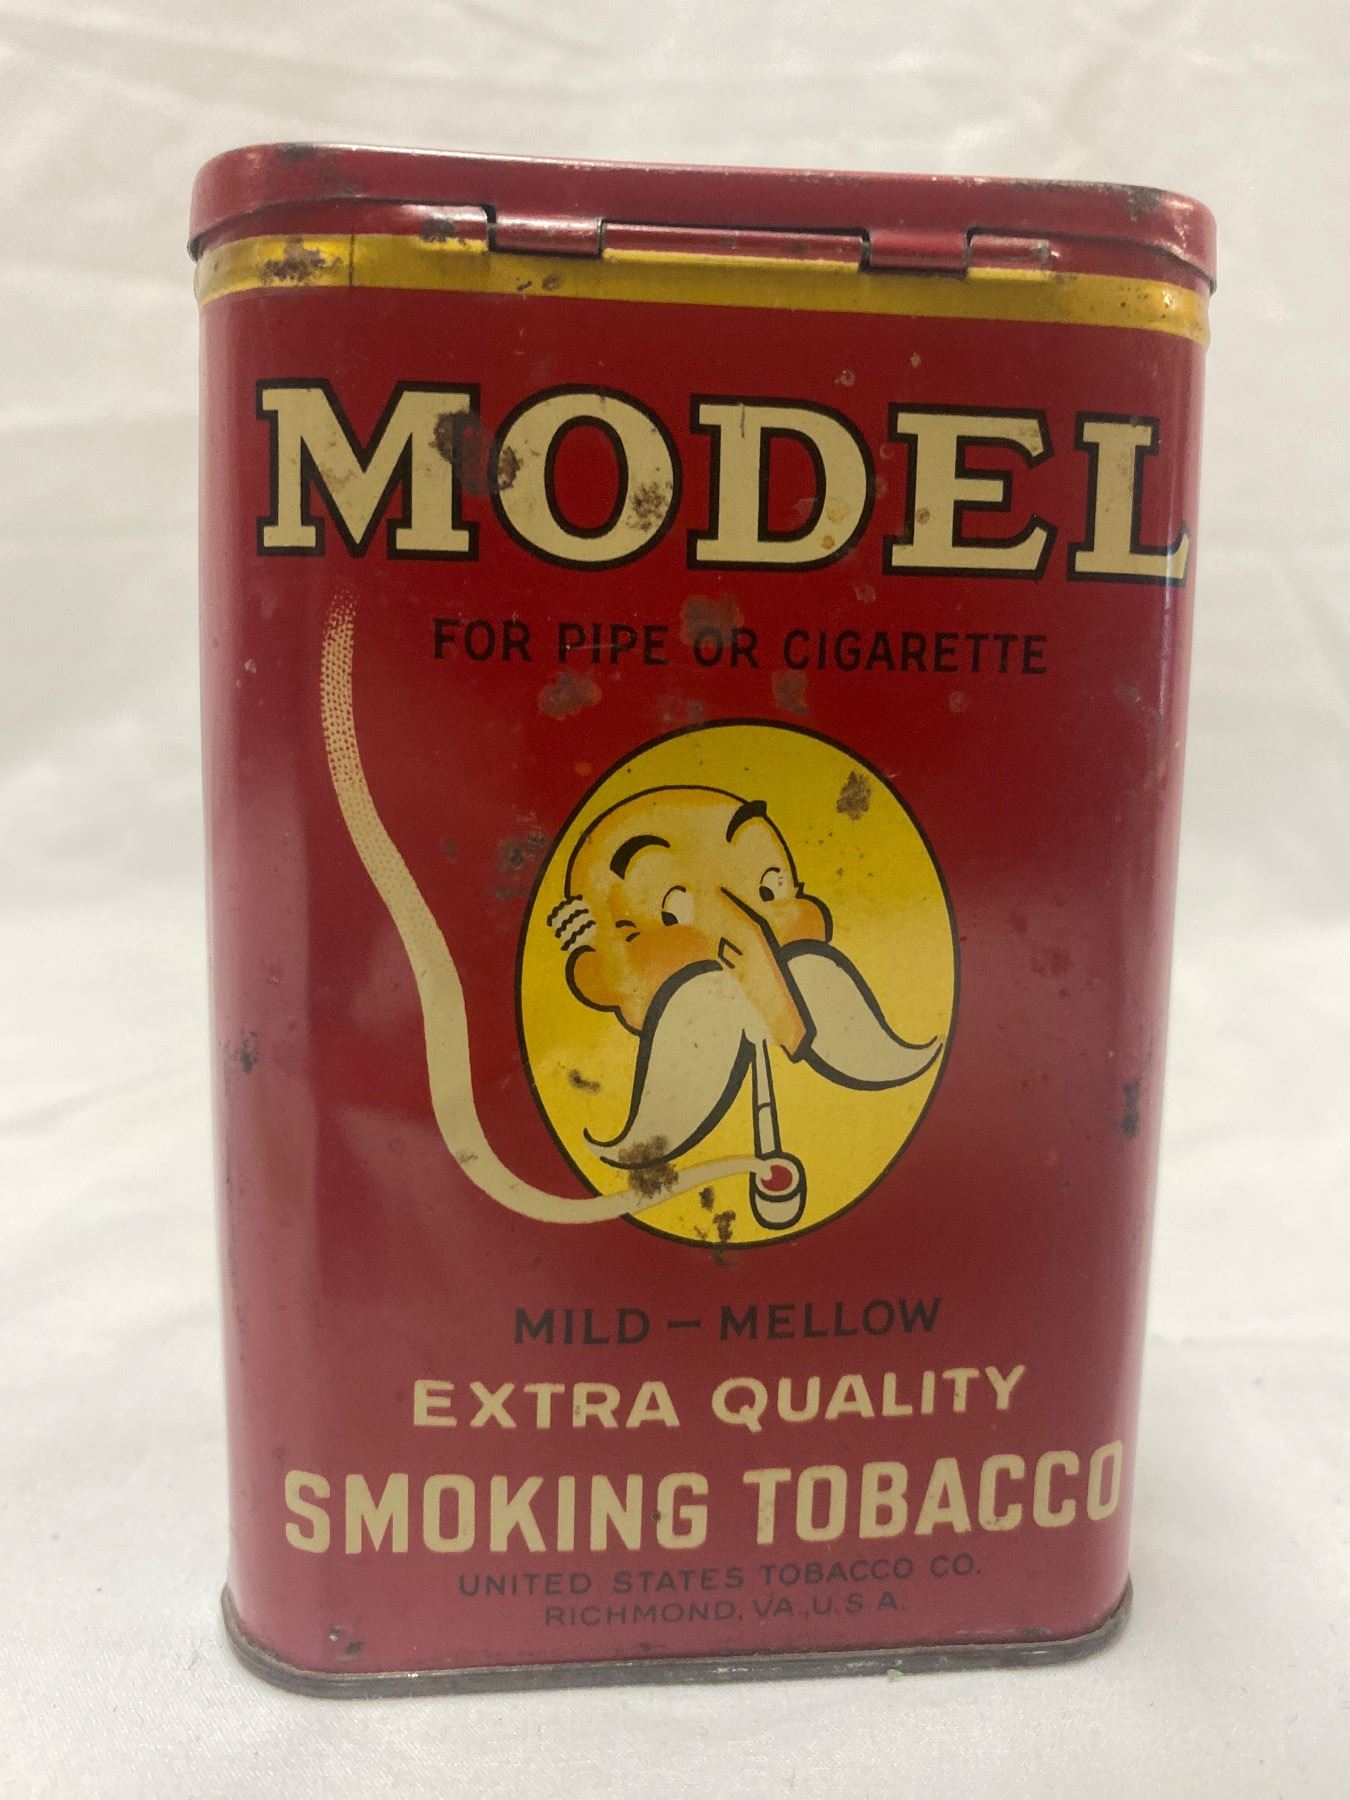 MODEL
FOR PIPE OR CIGARETTE
MILD — MELLOW
EXTRA QUALITY
SMOKING TOBACCO
UNITED STATES TOBACCO CO.
RICHMOND, VA., U.S.A.